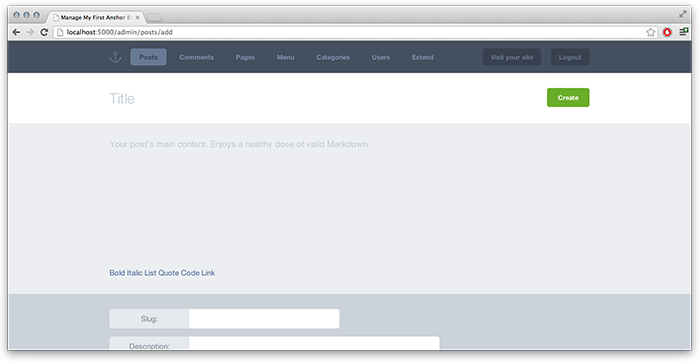 Manage My First Anchor B
localhost:5000/admin/posts/add
Posts Comments Pages Menu Categories Users Extend Visit your site Logout
Title
Create
Your post's main content. Enjoys a healthy dose of valid Markdown.
Bold Italic List Quote Code Link
Slug:
Description: